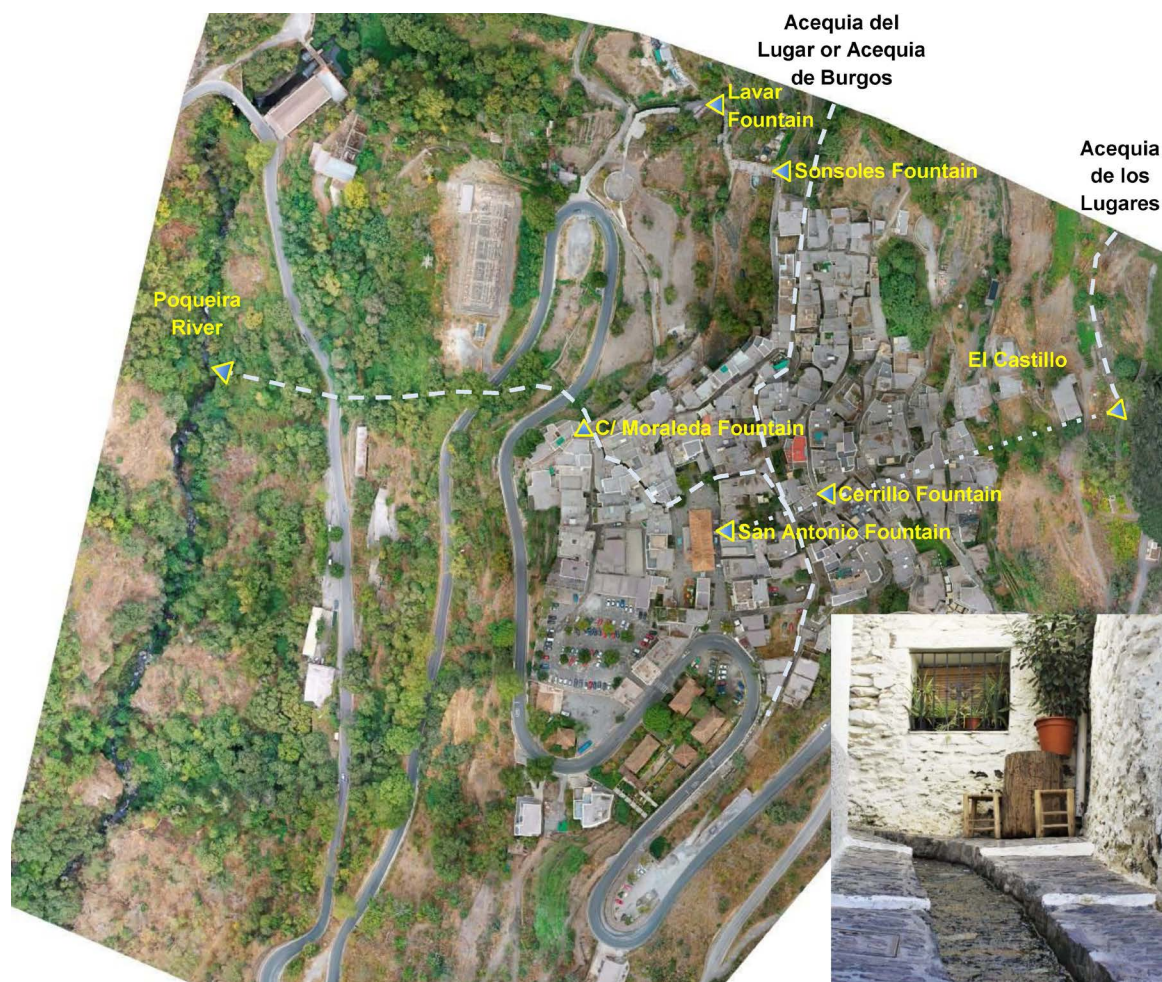 Acequia del
Lugar or Acequia
de Burgos
Lavar
Fountain
Acequia
de los
Lugares
Sonsoles Fountain
Poqueira
River
El Castillo
C/ Moraleda Fountain
Cerrillo Fountain
San Antonio Fountain